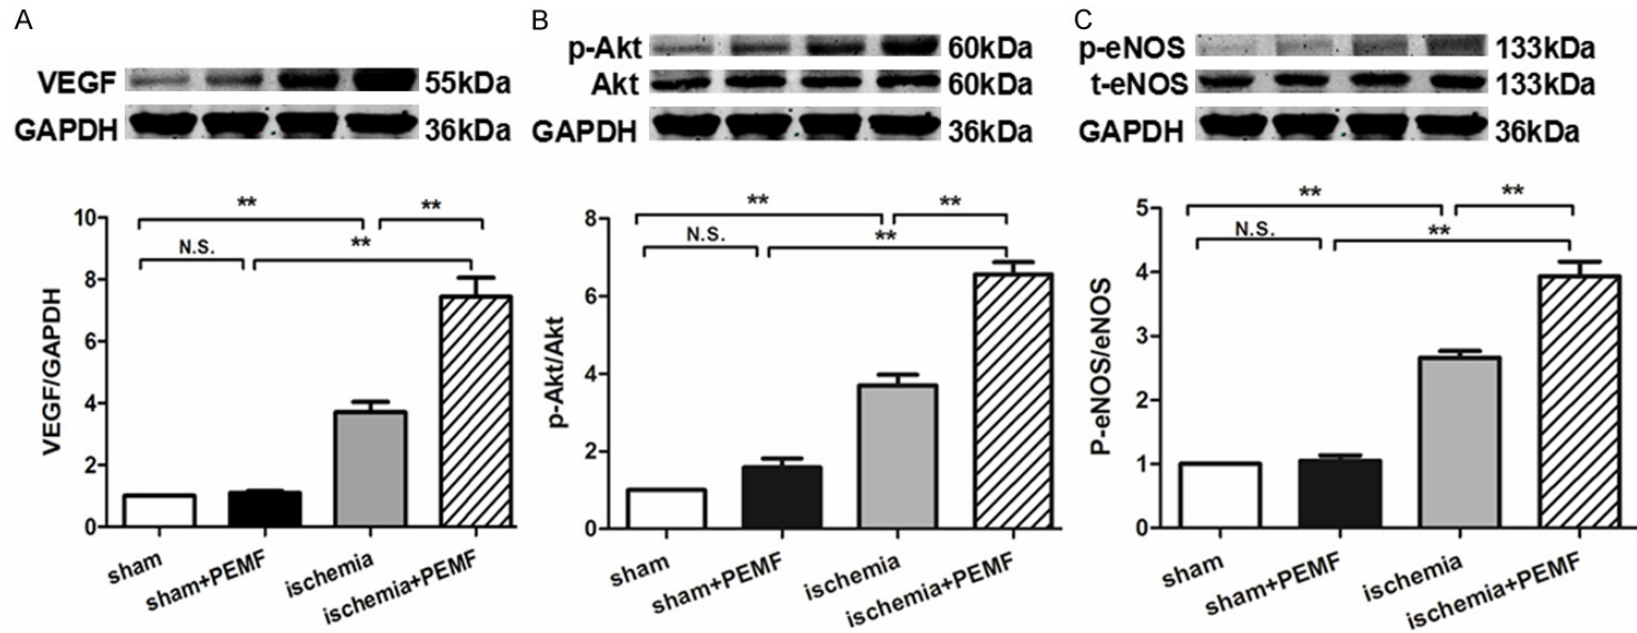 A
VEGF 55kDa
GAPDH 36kDa
** **
N.S. **
VEGF/GAPDH
10
8
6
4
2
0
sham
sham+PEMF
ischemia
ischemia+PEMF
B
p-Akt 60kDa
Akt 60kDa
GAPDH 36kDa
** **
N.S. **
p-Akt/Akt
8
6
4
2
0
sham
sham+PEMF
ischemia
ischemia+PEMF
C
p-eNOS 133kDa
t-eNOS 133kDa
GAPDH 36kDa
** **
N.S. **
P-eNOS/eNOS
5
4
3
2
1
0
sham
sham+PEMF
ischemia
ischemia+PEMF